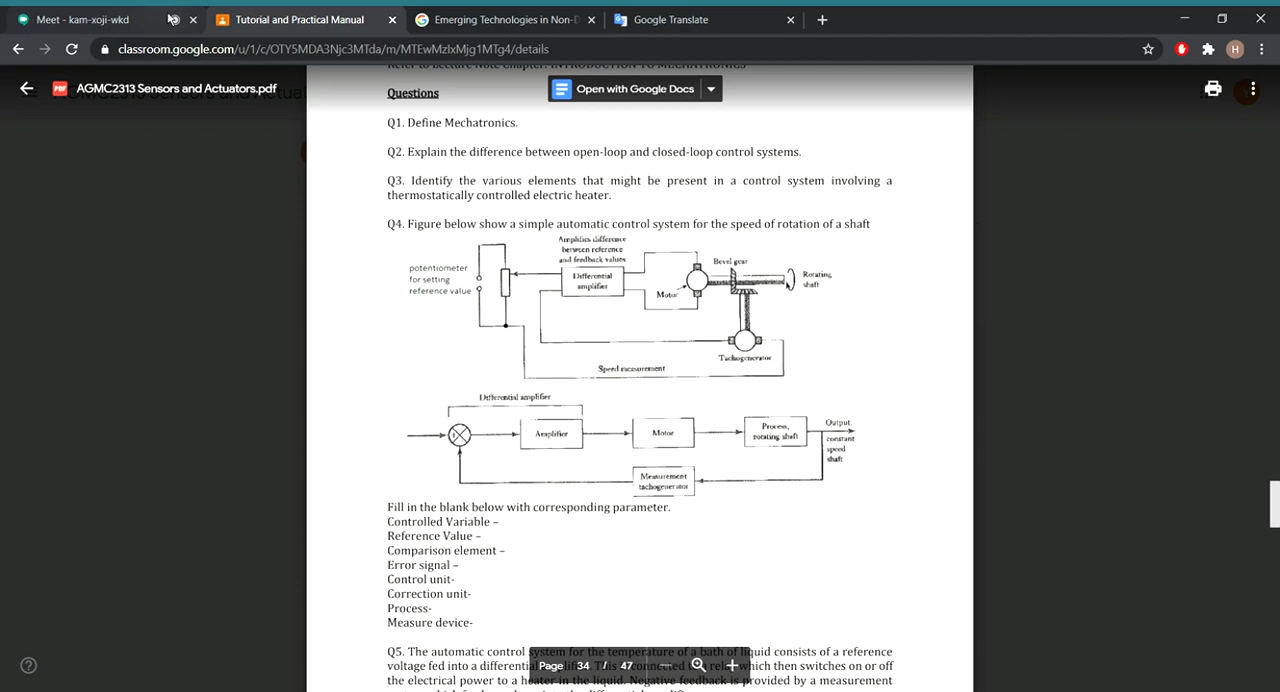 Meet - kam-xoji-wkd
Tutorial and Practical Manual
Emerging Technologies in Non-D
Google Translate
classroom.google.com/u/1/c/OTY5MDA3Njc3MTda/m/MTEwMzIxMjg1MTg4/details
PDF AGMC2313 Sensors and Actuators.pdf
Open with Google Docs
Questions
Q1. Define Mechatronics.
Q2. Explain the difference between open-loop and closed-loop control systems.
Q3. Identify the various elements that might be present in a control system involving a
thermostatically controlled electric heater.
Q4. Figure below show a simple automatic control system for the speed of rotation of a shaft
Amplifies difference
between reference
and feedback values
potentiometer
for setting
reference value
Differential
amplifier
Motor
Bevel gear
Rotating
shaft
Tachogenerator
Speed measurement
Differential amplifier
Amplifier
Motor
Process,
rotating shaft
Output.
constant
speed
shaft
Measurement
tachogenerator
Fill in the blank below with corresponding parameter.
Controlled Variable –
Reference Value –
Comparison element –
Error signal –
Control unit-
Correction unit-
Process-
Measure device-
Q5. The automatic control system for the temperature of a bath of liquid consists of a reference
voltage fed into a differential This connected relay which then switches on or off
the electrical power to a heater in the liquid. Negative feedback is provided by a measurement
Page 34 / 47
H